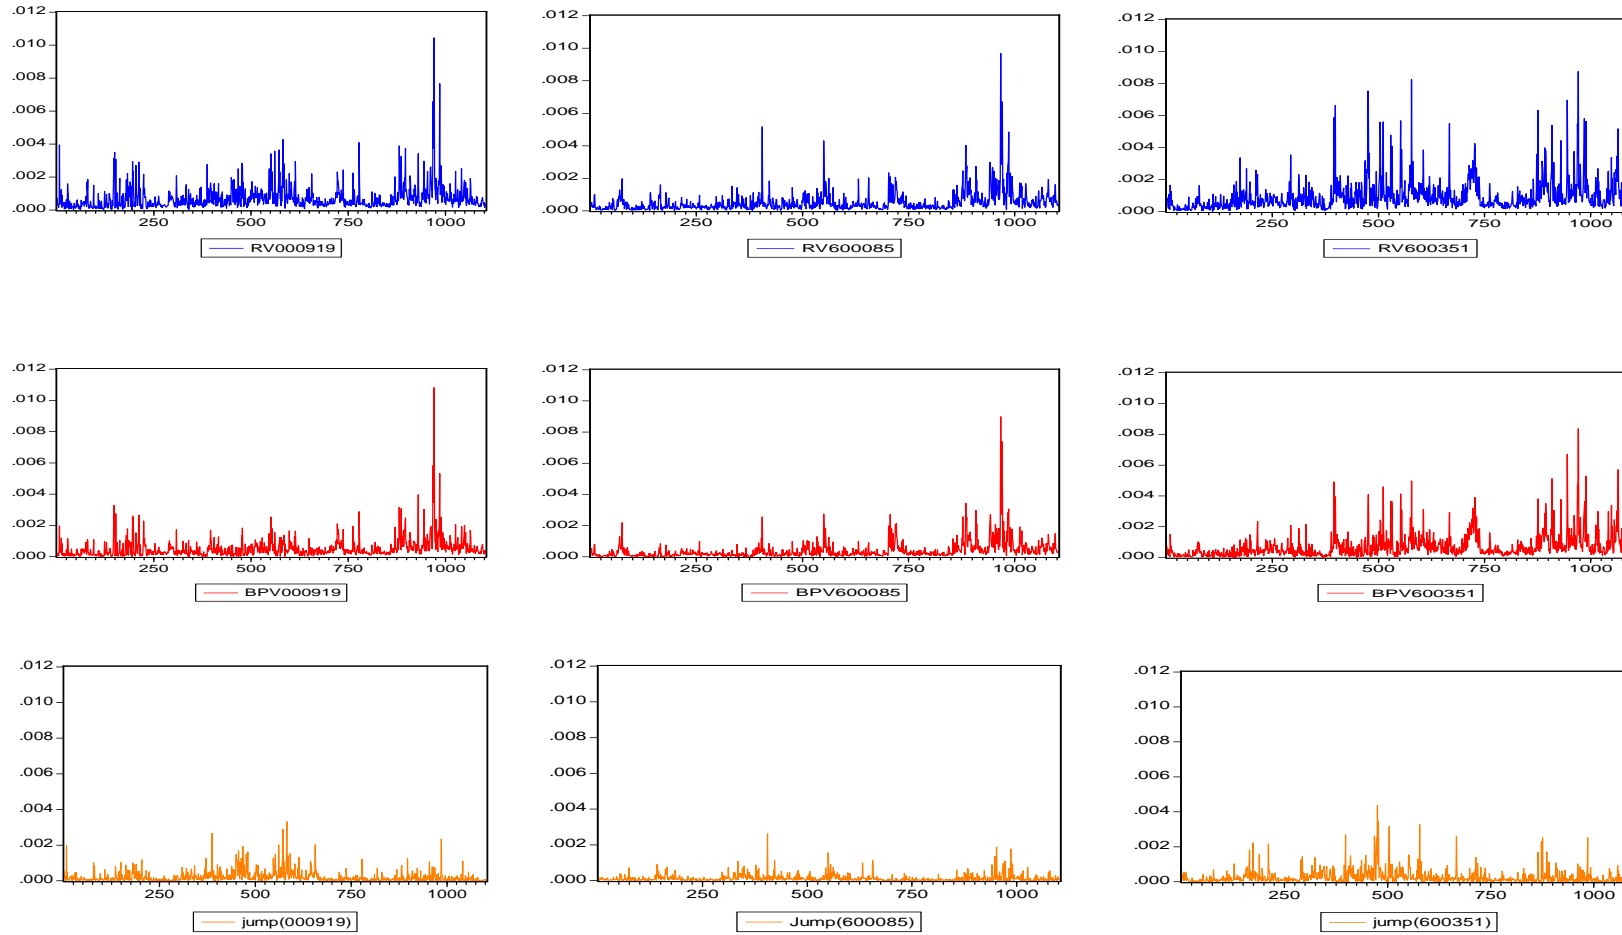 .012 .012 .012
.010 .010 .010
.008 .008 .008
.006 .006 .006
.004 .004 .004
.002 .002 .002
.000 .000 .000
250 500 750 1000 250 500 750 1000 250 500 750 1000
RV000919 RV600085 RV600351
.012 .012 .012
.010 .010 .010
.008 .008 .008
.006 .006 .006
.004 .004 .004
.002 .002 .002
.000 .000 .000
250 500 750 1000 250 500 750 1000 250 500 750 1000
BPV000919 BPV600085 BPV600351
.012 .012 .012
.010 .010 .010
.008 .008 .008
.006 .006 .006
.004 .004 .004
.002 .002 .002
.000 .000 .000
250 500 750 1000 250 500 750 1000 250 500 750 1000
jump(000919) Jump(600085) jump(600351)